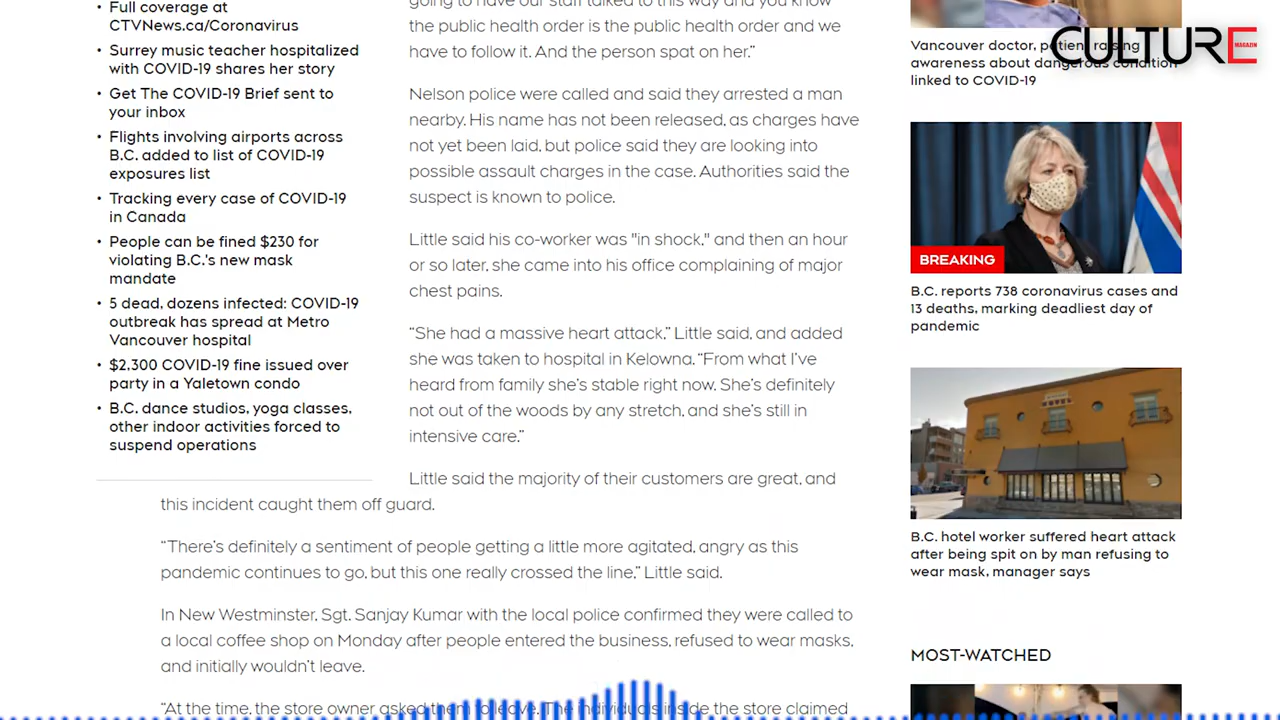 Full coverage at
CTVNews.ca/Coronavirus
Surrey music teacher hospitalized
with COVID-19 shares her story
Get The COVID-19 Brief sent to
your inbox
Flights involving airports across
B.C. added to list of COVID-19
exposures list
Tracking every case of COVID-19
in Canada
People can be fined $230 for
violating B.C.'s new mask
mandate
5 dead, dozens infected: COVID-19
outbreak has spread at Metro
Vancouver hospital
$2,300 COVID-19 fine issued over
party in a Yaletown condo
B.C. dance studios, yoga classes,
other indoor activities forced to
suspend operations
going to have our staff talked to this way and you know
the public health order is the public health order and we
have to follow it. And the person spat on her.”
Nelson police were called and said they arrested a man
nearby. His name has not been released, as charges have
not yet been laid, but police said they are looking into
possible assault charges in the case. Authorities said the
suspect is known to police.
Little said his co-worker was "in shock," and then an hour
or so later, she came into his office complaining of major
chest pains.
“She had a massive heart attack,” Little said, and added
she was taken to hospital in Kelowna. “From what I’ve
heard from family she’s stable right now. She’s definitely
not out of the woods by any stretch, and she’s still in
intensive care.”
Little said the majority of their customers are great, and
this incident caught them off guard.
“There’s definitely a sentiment of people getting a little more agitated, angry as this
pandemic continues to go, but this one really crossed the line,” Little said.
In New Westminster, Sgt. Sanjay Kumar with the local police confirmed they were called to
a local coffee shop on Monday after people entered the business, refused to wear masks,
and initially wouldn’t leave.
“At the time, the store owner asked them to leave. The individuals inside the store claimed
CULTURE
MAGAZIN
Vancouver doctor, patient raising
awareness about dangerous condition
linked to COVID-19
BREAKING
B.C. reports 738 coronavirus cases and
13 deaths, marking deadliest day of
pandemic
B.C. hotel worker suffered heart attack
after being spit on by man refusing to
wear mask, manager says
MOST-WATCHED